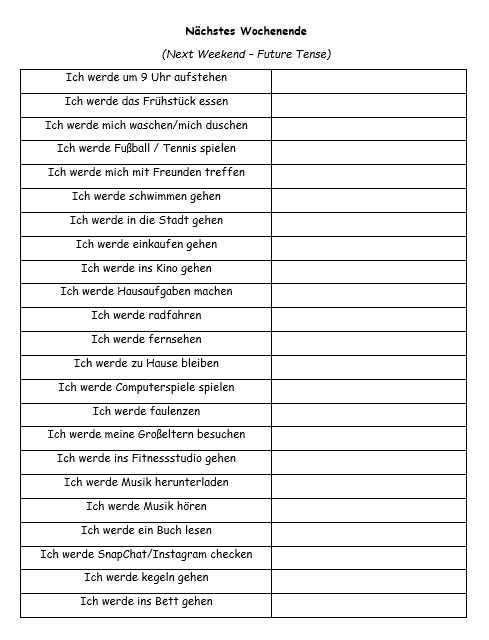 Nächstes Wochenende
(Next Weekend – Future Tense)
Ich werde um 9 Uhr aufstehen
Ich werde das Frühstück essen
Ich werde mich waschen/mich duschen
Ich werde Fußball / Tennis spielen
Ich werde mich mit Freunden treffen
Ich werde schwimmen gehen
Ich werde in die Stadt gehen
Ich werde einkaufen gehen
Ich werde ins Kino gehen
Ich werde Hausaufgaben machen
Ich werde radfahren
Ich werde fernsehen
Ich werde zu Hause bleiben
Ich werde Computerspiele spielen
Ich werde faulenzen
Ich werde meine Großeltern besuchen
Ich werde ins Fitnessstudio gehen
Ich werde Musik herunterladen
Ich werde Musik hören
Ich werde ein Buch lesen
Ich werde SnapChat/Instagram checken
Ich werde kegeln gehen
Ich werde ins Bett gehen